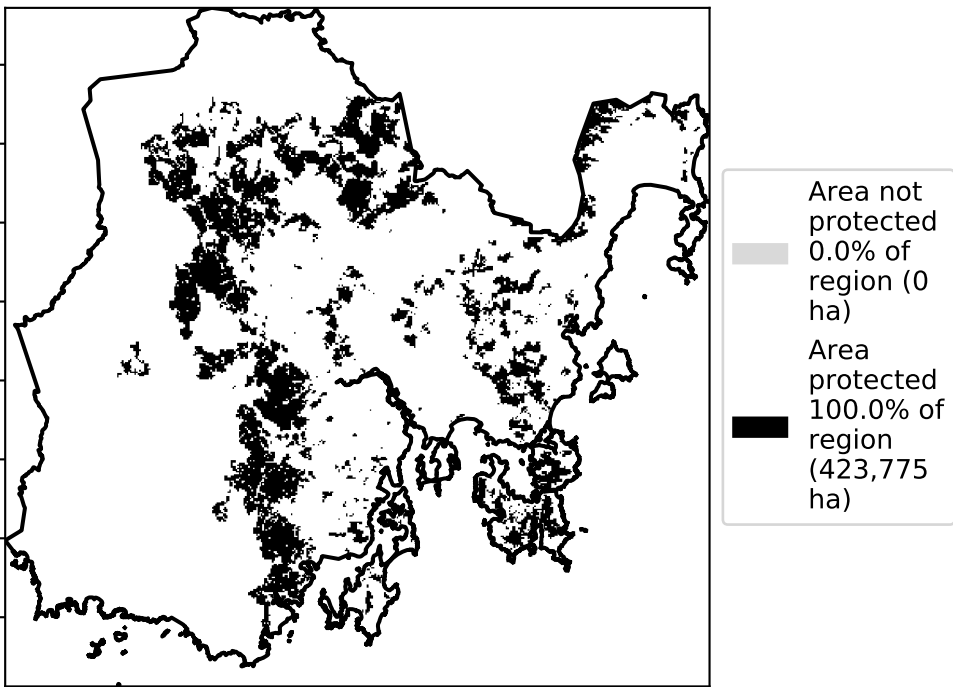 Area not
protected
0.0% of
region (0
ha)
Area
protected
100.0% of
region
(423,775
ha)